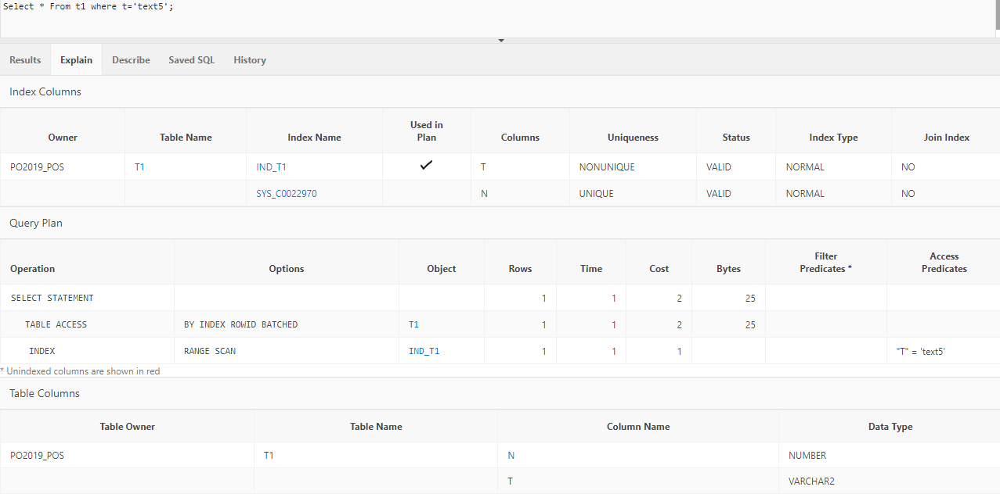 Select * From t1 where t='text5';
Results Explain Describe Saved SQL History
Index Columns
Owner Table Name Index Name Used in Plan Columns Uniqueness Status Index Type Join Index
PO2019_POS T1 IND_T1 ✓ T NONUNIQUE VALID NORMAL NO
SYS_C0022970 N UNIQUE VALID NORMAL NO
Query Plan
Operation Options Object Rows Time Cost Bytes Filter Predicates * Access Predicates
SELECT STATEMENT 1 1 2 25
TABLE ACCESS BY INDEX ROWID BATCHED T1 1 1 2 25
INDEX RANGE SCAN IND_T1 1 1 1 "T" = 'text5'
* Unindexed columns are shown in red
Table Columns
Table Owner Table Name Column Name Data Type
PO2019_POS T1 N NUMBER
T VARCHAR2